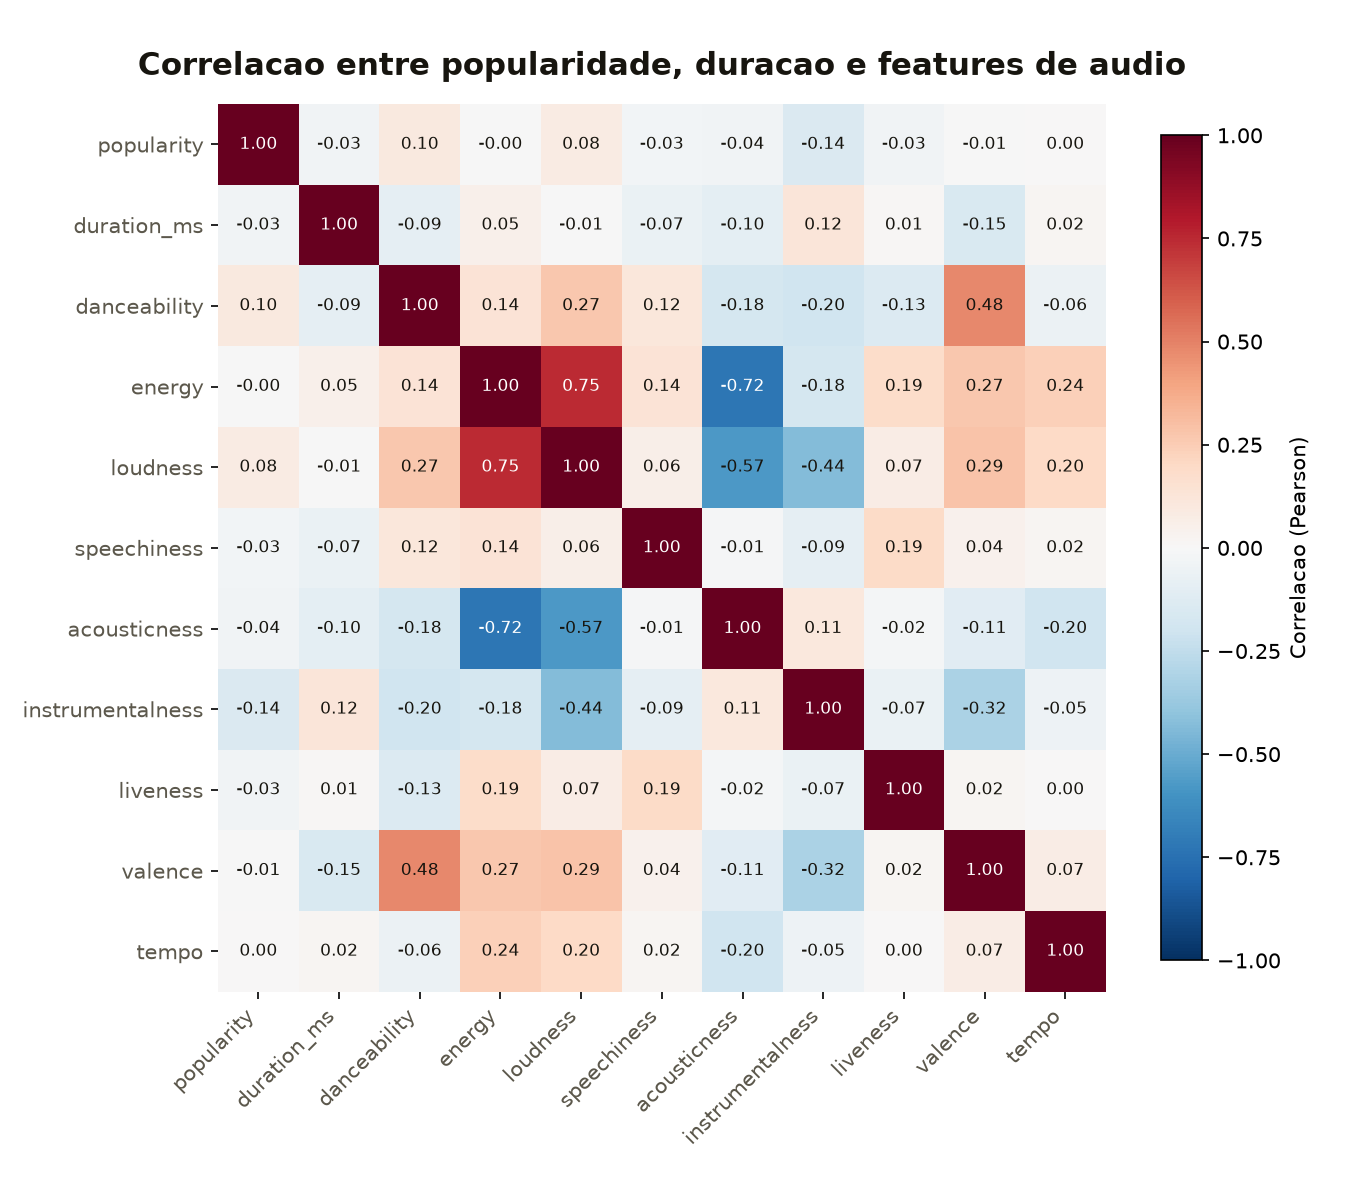 Correlacao entre popularidade, duracao e features de audio
popularity 1.00 -0.03 0.10 -0.00 0.08 -0.03 -0.04 -0.14 -0.03 -0.01 0.00
duration_ms -0.03 1.00 -0.09 0.05 -0.01 -0.07 -0.10 0.12 0.01 -0.15 0.02
danceability 0.10 -0.09 1.00 0.14 0.27 0.12 -0.18 -0.20 -0.13 0.48 -0.06
energy -0.00 0.05 0.14 1.00 0.75 0.14 -0.72 -0.18 0.19 0.27 0.24
loudness 0.08 -0.01 0.27 0.75 1.00 0.06 -0.57 -0.44 0.07 0.29 0.20
speechiness -0.03 -0.07 0.12 0.14 0.06 1.00 -0.01 -0.09 0.19 0.04 0.02
acousticness -0.04 -0.10 -0.18 -0.72 -0.57 -0.01 1.00 0.11 -0.02 -0.11 -0.20
instrumentalness -0.14 0.12 -0.20 -0.18 -0.44 -0.09 0.11 1.00 -0.07 -0.32 -0.05
liveness -0.03 0.01 -0.13 0.19 0.07 0.19 -0.02 -0.07 1.00 0.02 0.00
valence -0.01 -0.15 0.48 0.27 0.29 0.04 -0.11 -0.32 0.02 1.00 0.07
tempo 0.00 0.02 -0.06 0.24 0.20 0.02 -0.20 -0.05 0.00 0.07 1.00
popularity duration_ms danceability energy loudness speechiness acousticness instrumentalness liveness valence tempo
1.00
0.75
0.50
0.25
0.00
−0.25
−0.50
−0.75
−1.00
Correlacao (Pearson)